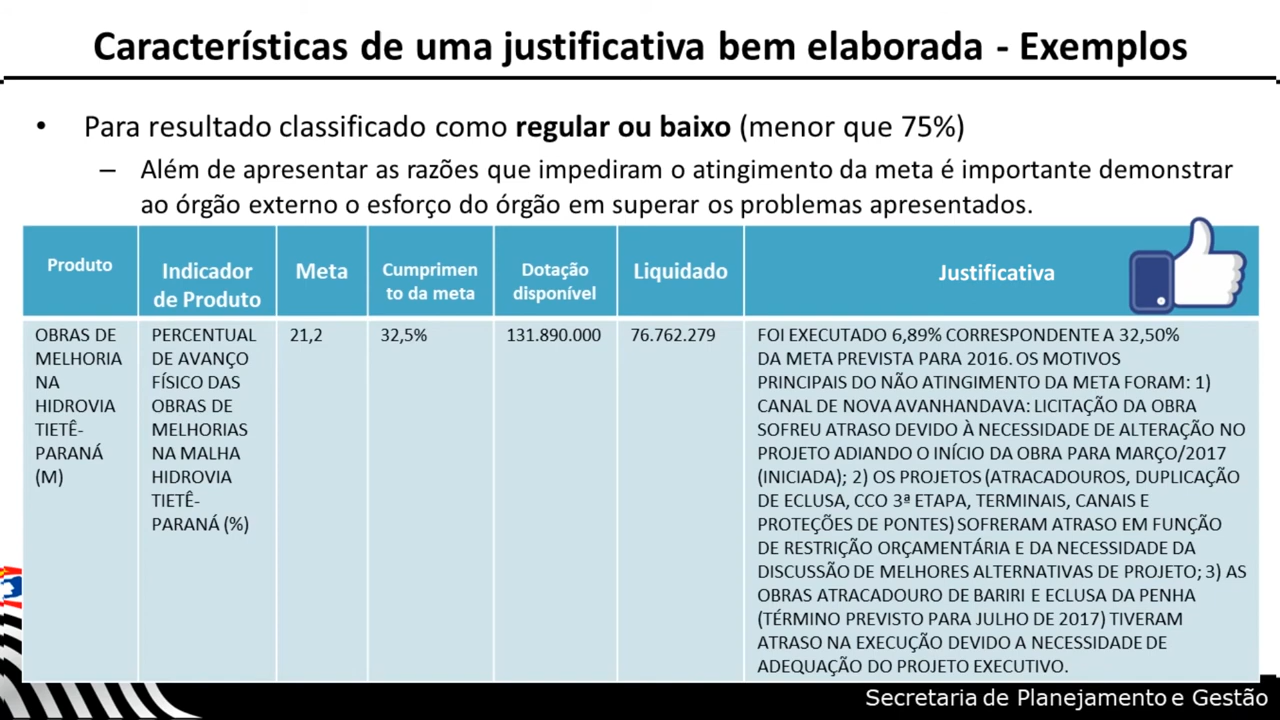 Características de uma justificativa bem elaborada - Exemplos
• Para resultado classificado como regular ou baixo (menor que 75%)
– Além de apresentar as razões que impediram o atingimento da meta é importante demonstrar
ao órgão externo o esforço do órgão em superar os problemas apresentados.
Produto
Indicador
de Produto
Meta
Cumprimen
to da meta
Dotação
disponível
Liquidado
Justificativa
OBRAS DE
MELHORIA
NA
HIDROVIA
TIETÊ-
PARANÁ
(M)
PERCENTUAL
DE AVANÇO
FÍSICO DAS
OBRAS DE
MELHORIAS
NA MALHA
HIDROVIA
TIETÊ-
PARANÁ (%)
21,2
32,5%
131.890.000
76.762.279
FOI EXECUTADO 6,89% CORRESPONDENTE A 32,50%
DA META PREVISTA PARA 2016. OS MOTIVOS
PRINCIPAIS DO NÃO ATINGIMENTO DA META FORAM: 1)
CANAL DE NOVA AVANHANDAVA: LICITAÇÃO DA OBRA
SOFREU ATRASO DEVIDO À NECESSIDADE DE ALTERAÇÃO NO
PROJETO ADIANDO O INÍCIO DA OBRA PARA MARÇO/2017
(INICIADA); 2) OS PROJETOS (ATRACADOUROS, DUPLICAÇÃO
DE ECLUSA, CCO 3ª ETAPA, TERMINAIS, CANAIS E
PROTEÇÕES DE PONTES) SOFRERAM ATRASO EM FUNÇÃO
DE RESTRIÇÃO ORÇAMENTÁRIA E DA NECESSIDADE DA
DISCUSSÃO DE MELHORES ALTERNATIVAS DE PROJETO; 3) AS
OBRAS ATRACADOURO DE BARIRI E ECLUSA DA PENHA
(TÉRMINO PREVISTO PARA JULHO DE 2017) TIVERAM
ATRASO NA EXECUÇÃO DEVIDO A NECESSIDADE DE
ADEQUAÇÃO DO PROJETO EXECUTIVO.
Secretaria de Planejamento e Gestão